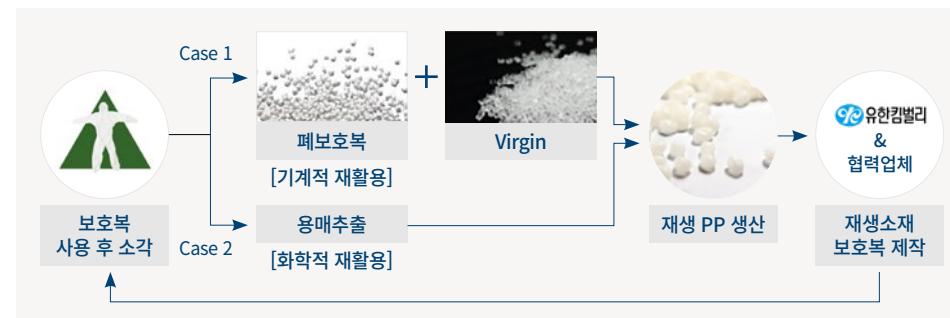 Case 1
+
폐보호복
[기계적 재활용]
Virgin
보호복
사용 후 소각
Case 2
용매추출
[화학적 재활용]
재생 PP 생산
유한킴벌리
&
협력업체
재생소재
보호복 제작